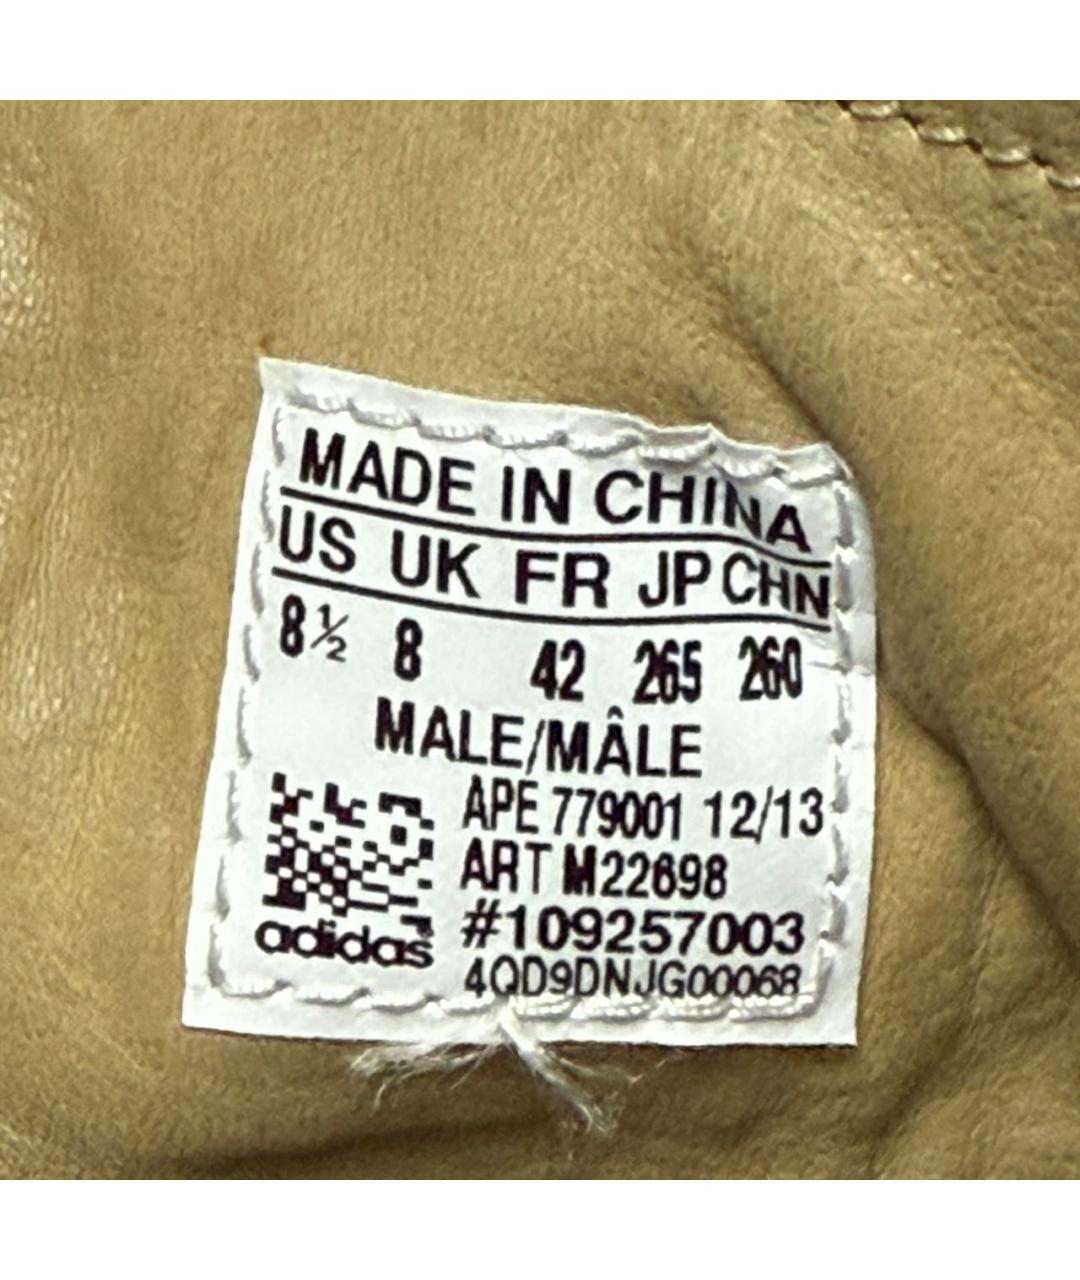 MADE IN CHINA
US UK FR JP CHN
8½ 8 42 265 260
MALE/MÂLE
APE 779001 12/13
ART M22698
#109257003
adidas
4QD9DNJG00068